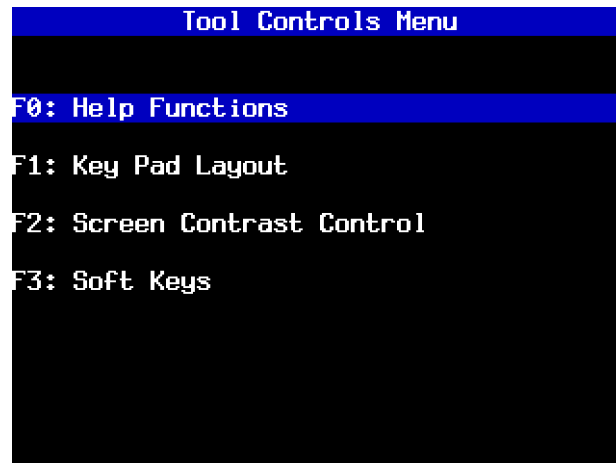 Tool Controls Menu
F0: Help Functions
F1: Key Pad Layout
F2: Screen Contrast Control
F3: Soft Keys